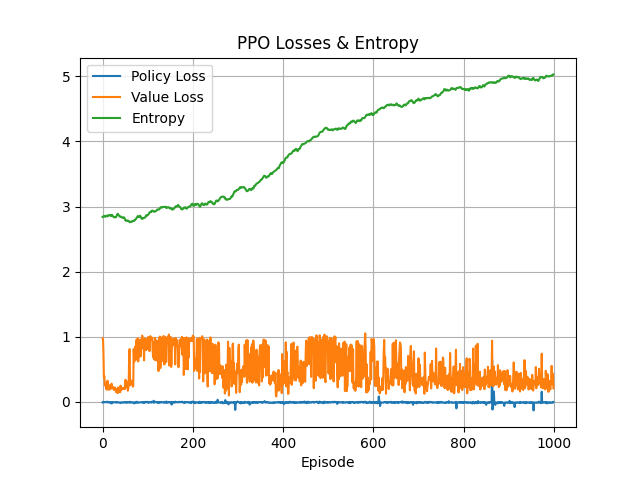 PPO Losses & Entropy
Policy Loss
Value Loss
Entropy
5
4
3
2
1
0
0 200 400 600 800 1000
Episode